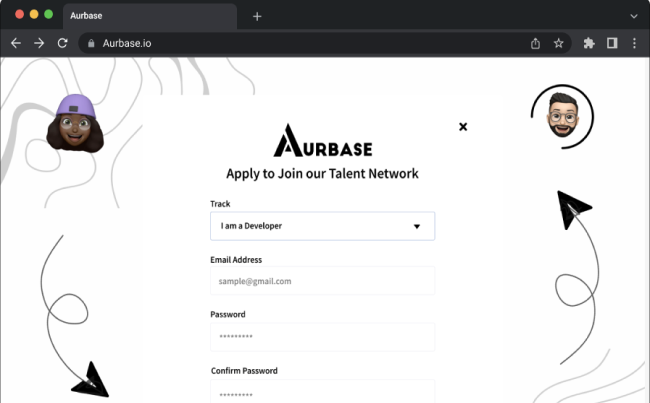 Aurbase
Aurbase.io
AURBASE
Apply to Join our Talent Network
Track
I am a Developer
Email Address
sample@gmail.com
Password
*********
Confirm Password
*********